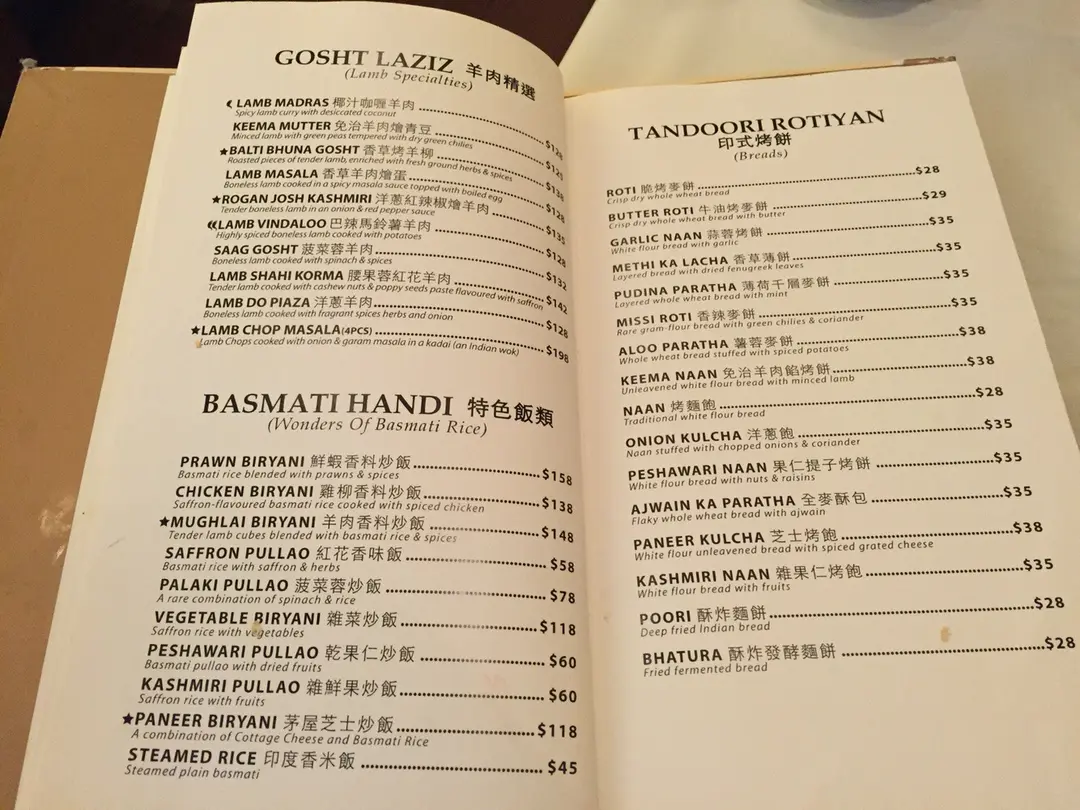 GOSHT LAZIZ 羊肉精選
(Lamb Specialties)
LAMB MADRAS 椰汁咖喱羊肉 ........ $128
Spicy lamb curry with desiccated coconut
KEEMA MUTTER 免治羊肉燴青豆 ........
Minced lamb with green peas tempered with dry green chilies
★BALTI BHUNA GOSHT 香草烤羊柳 ........ $138
Roasted pieces of tender lamb, enriched with fresh ground herbs & spices
LAMB MASALA 香草羊肉燴蛋 ........ $128
Boneless lamb cooked in a spicy masala sauce topped with boiled egg
★ROGAN JOSH KASHMIRI 洋蔥紅辣椒燴羊肉 ........ $135
Tender boneless lamb in an onion & red pepper sauce
LAMB VINDALOO 巴辣馬鈴薯羊肉 ........ $128
Highly spiced boneless lamb cooked with potatoes
SAAG GOSHT 菠菜蓉羊肉 ........ $132
Boneless lamb cooked with spinach & spices
LAMB SHAHI KORMA 腰果蓉紅花羊肉 ........ $142
Tender lamb cooked with cashew nuts & poppy seeds paste flavoured with saffron
LAMB DO PIAZA 洋蔥羊肉 ........ $128
Boneless lamb cooked with fragrant spices herbs and onion
★LAMB CHOP MASALA(4PCS) ........ $198
Lamb Chops cooked with onion & garam masala in a kadai (an Indian wok)
BASMATI HANDI 特色飯類
(Wonders Of Basmati Rice)
PRAWN BIRYANI 鮮蝦香料炒飯 ........ $158
Basmati rice blended with prawns & spices
CHICKEN BIRYANI 雞柳香料炒飯 ........ $138
Saffron-flavoured basmati rice cooked with spiced chicken
★MUGHLAI BIRYANI 羊肉香料炒飯 ........ $148
Tender lamb cubes blended with basmati rice & spices
SAFFRON PULLAO 紅花香味飯 ........ $58
Basmati rice with saffron & herbs
PALAKI PULLAO 菠菜蓉炒飯 ........ $78
A rare combination of spinach & rice
VEGETABLE BIRYANI 雜菜炒飯 ........ $118
Saffron rice with vegetables
PESHAWARI PULLAO 乾果仁炒飯 ........ $60
Basmati pullao with dried fruits
KASHMIRI PULLAO 雜鮮果炒飯 ........ $60
Saffron rice with fruits
★PANEER BIRYANI 茅屋芝士炒飯 ........ $118
A combination of Cottage Cheese and Basmati Rice
STEAMED RICE 印度香米飯 ........ $45
Steamed plain basmati
TANDOORI ROTIYAN
印式烤餅
(Breads)
ROTI 脆烤麥餅 ........ $28
Crisp dry whole wheat bread
BUTTER ROTI 牛油烤麥餅 ........ $29
Crisp dry whole wheat bread with butter
GARLIC NAAN 蒜蓉烤餅 ........ $35
White flour bread with garlic
METHI KA LACHA 香草薄餅 ........ $35
Layered bread with dried fenugreek leaves
PUDINA PARATHA 薄荷千層麥餅 ........ $35
Layered whole wheat bread with mint
MISSI ROTI 香辣麥餅 ........ $35
Rare gram-flour bread with green chilies & coriander
ALOO PARATHA 薯蓉麥餅 ........ $38
Whole wheat bread stuffed with spiced potatoes
KEEMA NAAN 免治羊肉餡烤餅 ........ $38
Unleavened white flour bread with minced lamb
NAAN 烤麵飽 ........ $28
Traditional white flour bread
ONION KULCHA 洋蔥飽 ........ $35
Naan stuffed with chopped onions & coriander
PESHAWARI NAAN 果仁提子烤餅 ........ $35
White flour bread with nuts & raisins
AJWAIN KA PARATHA 全麥酥包 ........ $35
Flaky whole wheat bread with ajwain
PANEER KULCHA 芝士烤飽 ........ $38
White flour unleavened bread with spiced grated cheese
KASHMIRI NAAN 雜果仁烤飽 ........ $35
White flour bread with fruits
POORI 酥炸麵餅 ........ $28
Deep fried Indian bread
BHATURA 酥炸發酵麵餅 ........ $28
Fried fermented bread